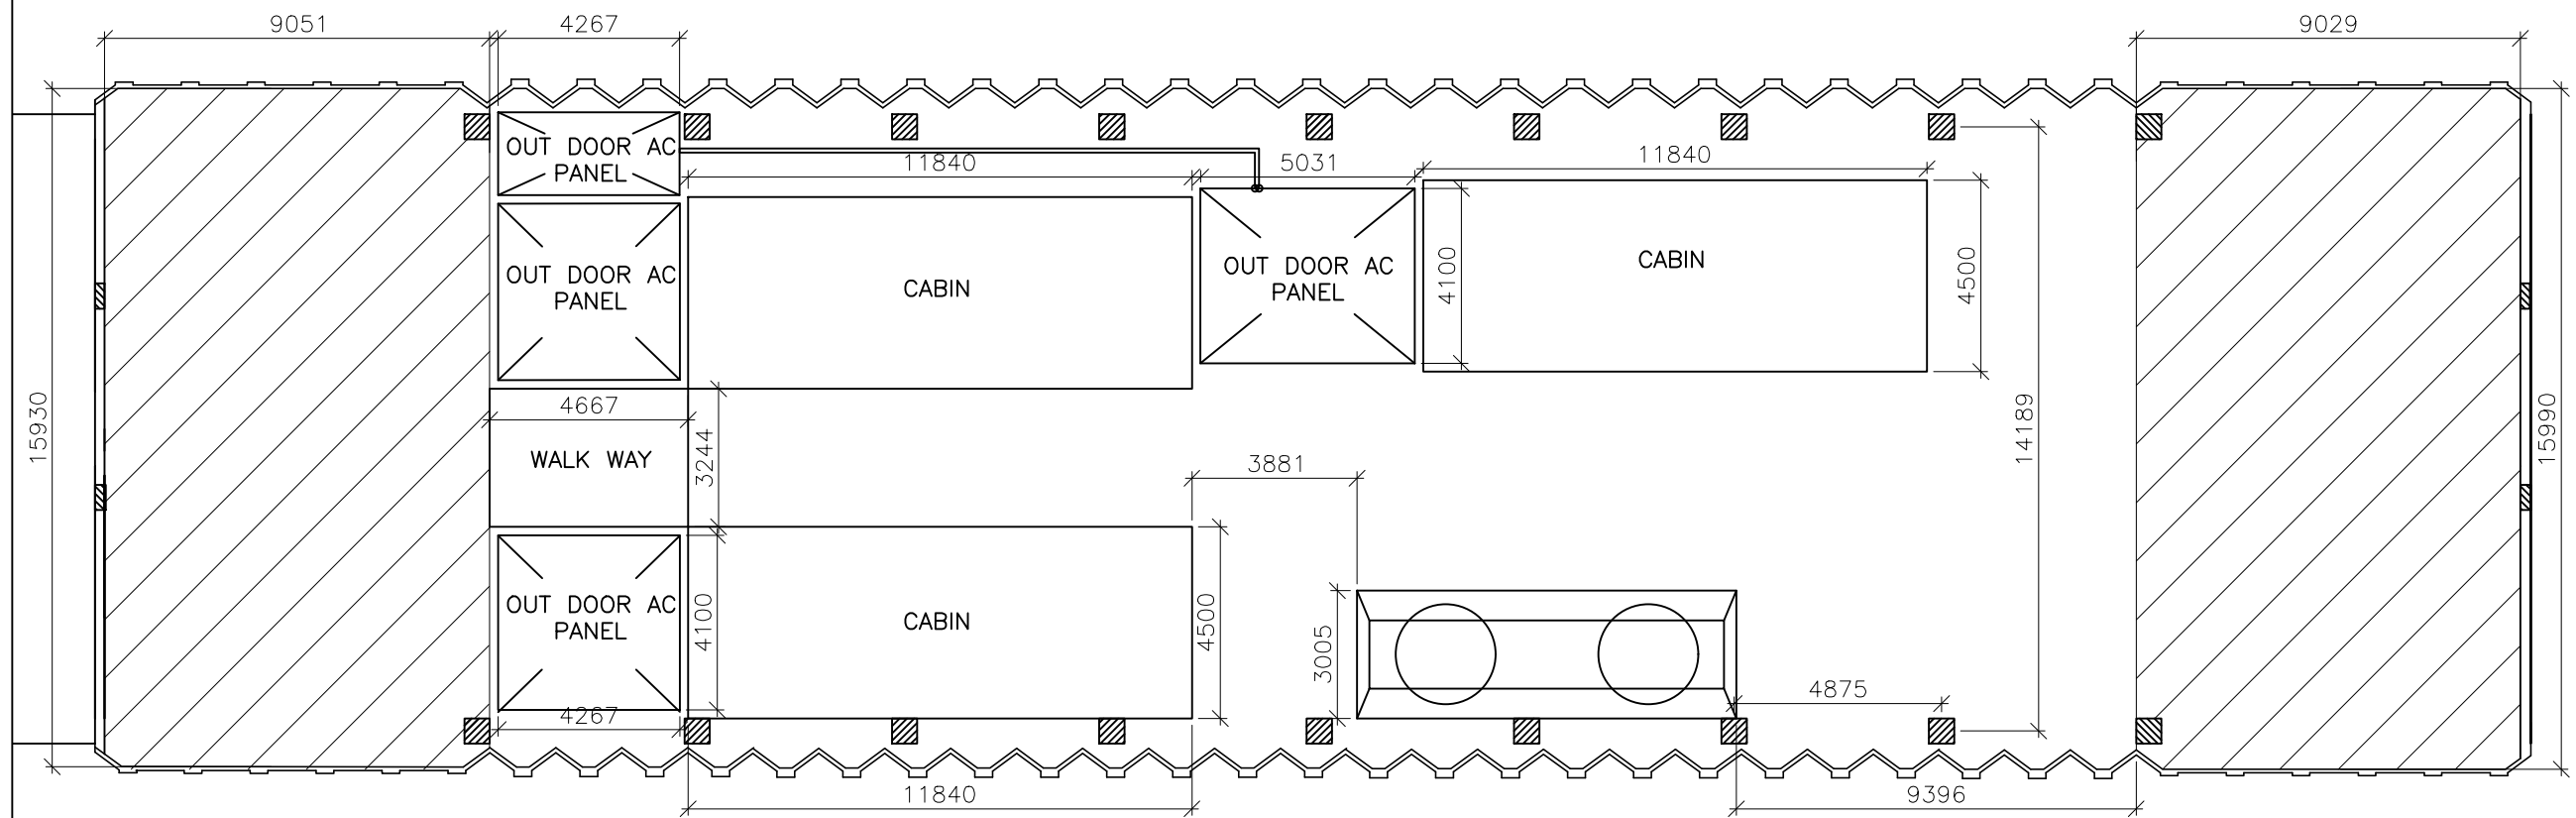 9051
4267
9029
OUT DOOR AC
PANEL
11840
5031
11840
OUT DOOR AC
PANEL
CABIN
OUT DOOR AC
PANEL
4100
CABIN
4500
15930
4667
3244
WALK WAY
3881
14189
15990
OUT DOOR AC
PANEL
4100
CABIN
4500
3005
4875
4267
11840
9396